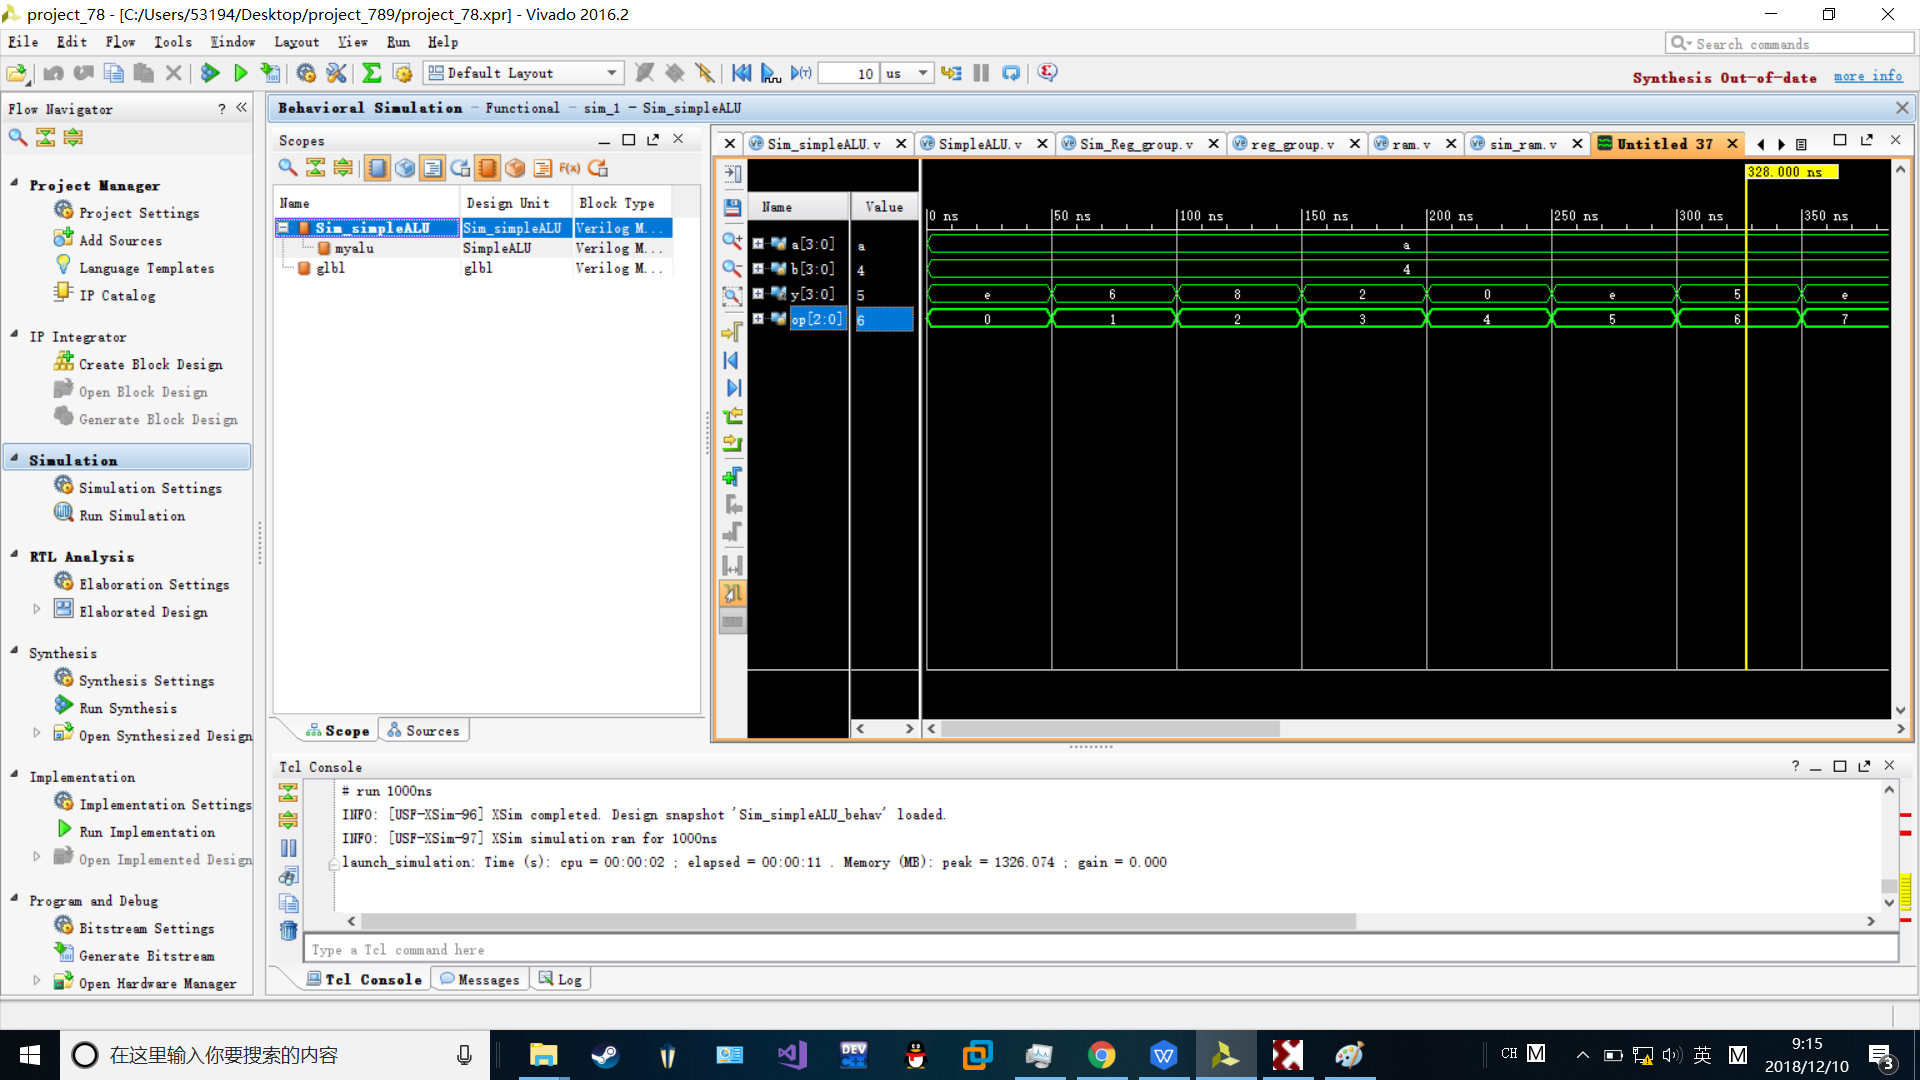 project_78 - [C:/Users/53194/Desktop/project_789/project_78.xpr] - Vivado 2016.2
File Edit Flow Tools Window Layout View Run Help
Search commands
Default Layout
10 us
Synthesis Out-of-date more info
Flow Navigator
Behavioral Simulation - Functional - sim_1 - Sim_simpleALU
Project Manager
Project Settings
Add Sources
Language Templates
IP Catalog
IP Integrator
Create Block Design
Open Block Design
Generate Block Design
Simulation
Simulation Settings
Run Simulation
RTL Analysis
Elaboration Settings
Elaborated Design
Synthesis
Synthesis Settings
Run Synthesis
Open Synthesized Design
Implementation
Implementation Settings
Run Implementation
Open Implemented Design
Program and Debug
Bitstream Settings
Generate Bitstream
Open Hardware Manager
Scopes
F(x)
Name Design Unit Block Type
Sim_simpleALU Sim_simpleALU Verilog M...
myalu SimpleALU Verilog M...
glbl glbl Verilog M...
Scope Sources
Sim_simpleALU.v SimpleALU.v Sim_Reg_group.v reg_group.v ram.v sim_ram.v Untitled 37
328.000 ns
Name Value
0 ns 50 ns 100 ns 150 ns 200 ns 250 ns 300 ns 350 ns
a[3:0] a a
b[3:0] 4 4
y[3:0] 5 e 6 8 2 0 e 5 e
op[2:0] 6 0 1 2 3 4 5 6 7
Tcl Console
# run 1000ns
INFO: [USF-XSim-96] XSim completed. Design snapshot 'Sim_simpleALU_behav' loaded.
INFO: [USF-XSim-97] XSim simulation ran for 1000ns
launch_simulation: Time (s): cpu = 00:00:02 ; elapsed = 00:00:11 . Memory (MB): peak = 1326.074 ; gain = 0.000
Type a Tcl command here
Tcl Console Messages Log
在这里输入你要搜索的内容
DEV
CH M
英 M
9:15
2018/12/10
3